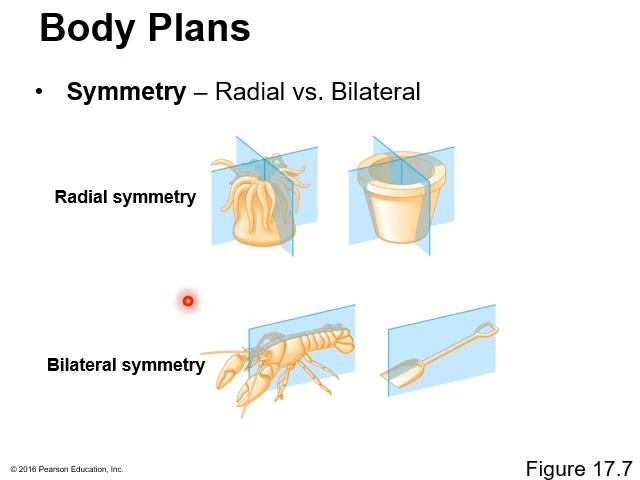 Body Plans
• Symmetry – Radial vs. Bilateral
Radial symmetry
Bilateral symmetry
© 2016 Pearson Education, Inc.
Figure 17.7